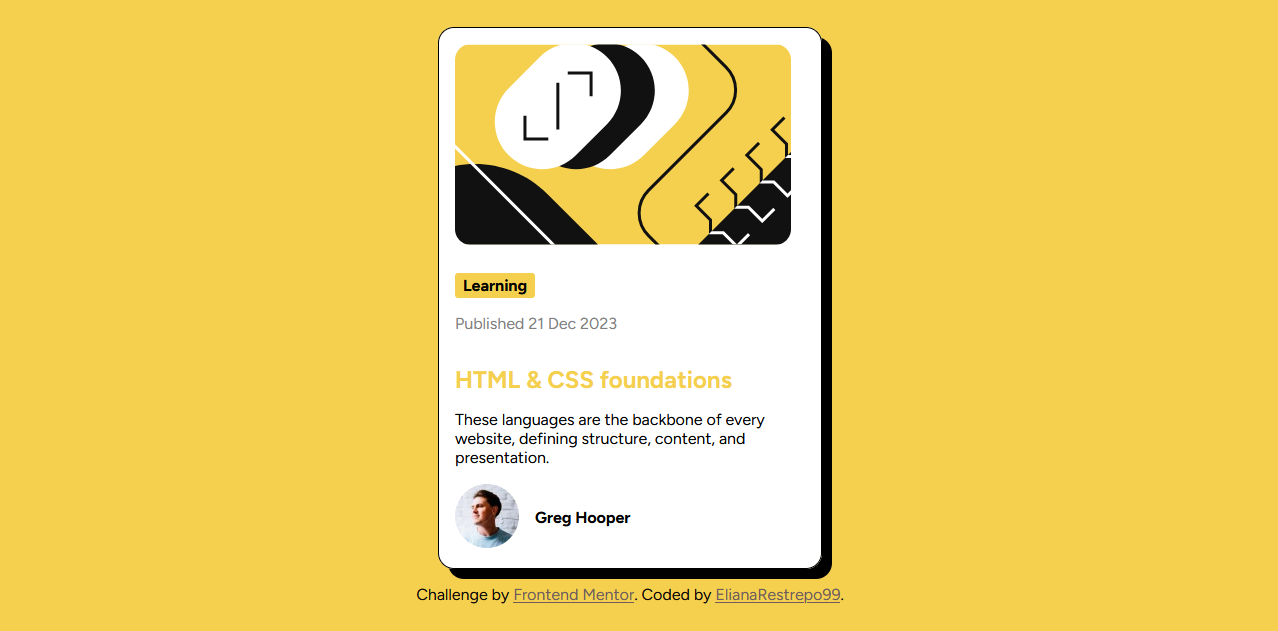 Learning
Published 21 Dec 2023
HTML & CSS foundations
These languages are the backbone of every
website, defining structure, content, and
presentation.
Greg Hooper
Challenge by Frontend Mentor. Coded by ElianaRestrepo99.